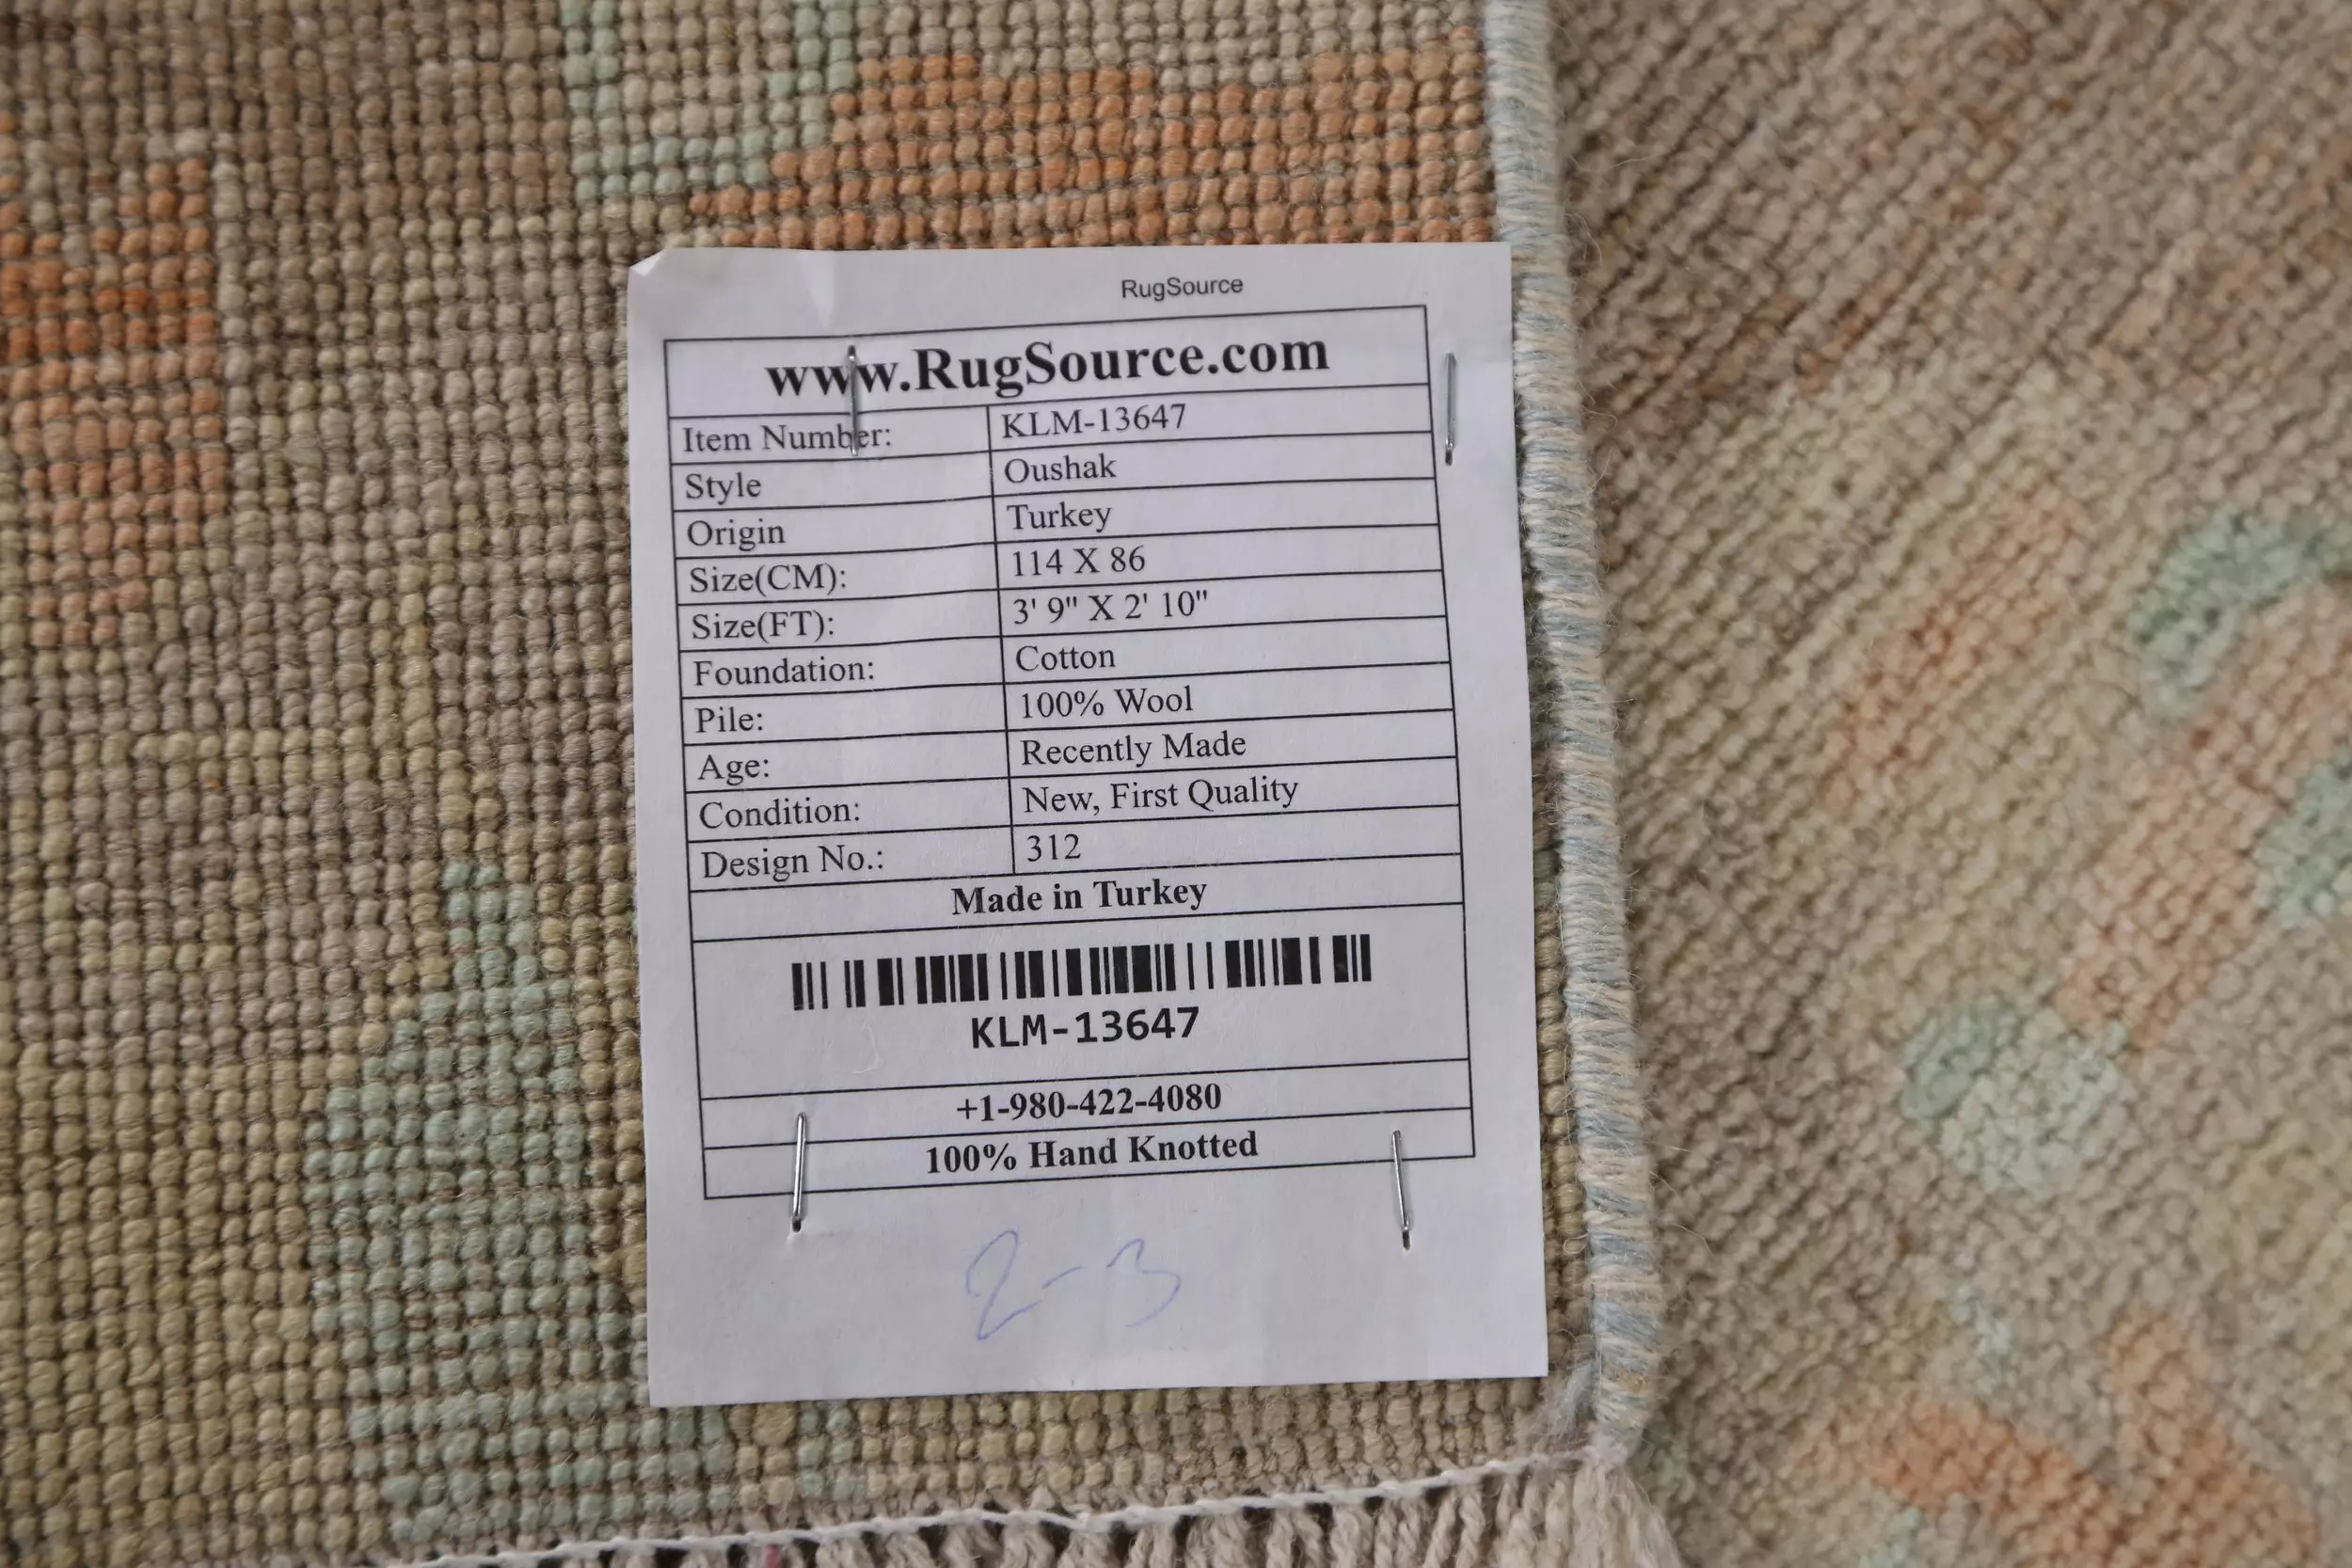 RugSource
www.RugSource.com
Item Number: KLM-13647
Style Oushak
Origin Turkey
Size(CM): 114 X 86
Size(FT): 3' 9" X 2' 10"
Foundation: Cotton
Pile: 100% Wool
Age: Recently Made
Condition: New, First Quality
Design No.: 312
Made in Turkey
KLM-13647
+1-980-422-4080
100% Hand Knotted
2-3